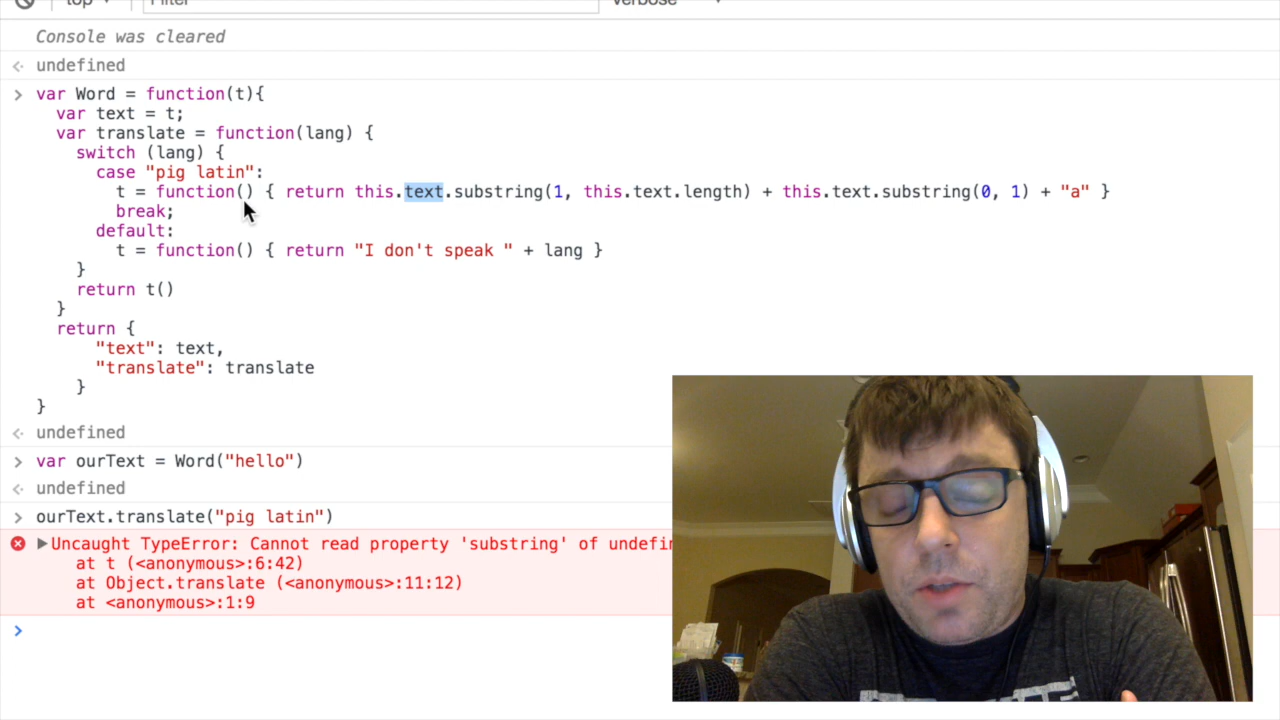 top Filter Verbose
Console was cleared
undefined
var Word = function(t){
var text = t;
var translate = function(lang) {
switch (lang) {
case "pig latin":
t = function() { return this.text.substring(1, this.text.length) + this.text.substring(0, 1) + "a" }
break;
default:
t = function() { return "I don't speak " + lang }
}
return t()
}
return {
"text": text,
"translate": translate
}
}
undefined
var ourText = Word("hello")
undefined
ourText.translate("pig latin")
Uncaught TypeError: Cannot read property 'substring' of
at t (<anonymous>:6:42)
at Object.translate (<anonymous>:11:12)
at <anonymous>:1:9